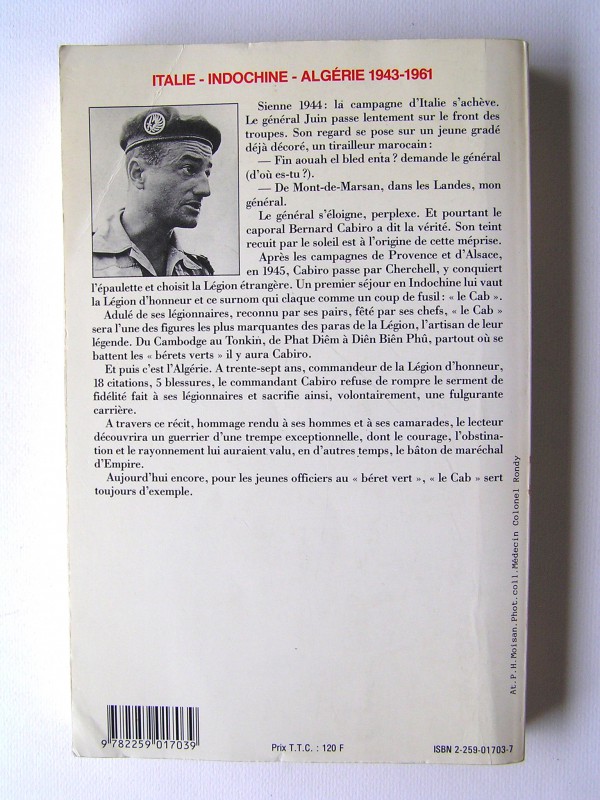 ITALIE - INDOCHINE - ALGÉRIE 1943-1961
Sienne 1944 : la campagne d'Italie s'achève.
Le général Juin passe lentement sur le front des
troupes. Son regard se pose sur un jeune gradé
déjà décoré, un tirailleur marocain :
— Fin aouah el bled enta ? demande le général
(d'où es-tu ?).
— De Mont-de-Marsan, dans les Landes, mon
général.
Le général s'éloigne, perplexe. Et pourtant le
caporal Bernard Cabiro a dit la vérité. Son teint
recuit par le soleil est à l'origine de cette méprise.
Après les campagnes de Provence et d'Alsace,
en 1945, Cabiro passe par Cherchell, y conquiert
l'épaulette et choisit la Légion étrangère. Un premier séjour en Indochine lui vaut
la Légion d'honneur et ce surnom qui claque comme un coup de fusil : « le Cab ».
Adulé de ses légionnaires, reconnu par ses pairs, fêté par ses chefs, « le Cab »
sera l'une des figures les plus marquantes des paras de la Légion, l'artisan de leur
légende. Du Cambodge au Tonkin, de Phat Diêm à Diên Biên Phû, partout où se
battent les « bérets verts » il y aura Cabiro.
Et puis c'est l'Algérie. A trente-sept ans, commandeur de la Légion d'honneur,
18 citations, 5 blessures, le commandant Cabiro refuse de rompre le serment de
fidélité fait à ses légionnaires et sacrifie ainsi, volontairement, une fulgurante
carrière.
A travers ce récit, hommage rendu à ses hommes et à ses camarades, le lecteur
découvrira un guerrier d'une trempe exceptionnelle, dont le courage, l'obstina-
tion et le rayonnement lui auraient valu, en d'autres temps, le bâton de maréchal
d'Empire.
Aujourd'hui encore, pour les jeunes officiers au « béret vert », « le Cab » sert
toujours d'exemple.
At.P.H.Moisan.Phot.coll.Médecin Colonel Rondy
9 782259 017039
Prix T.T.C. : 120 F
ISBN 2-259-01703-7